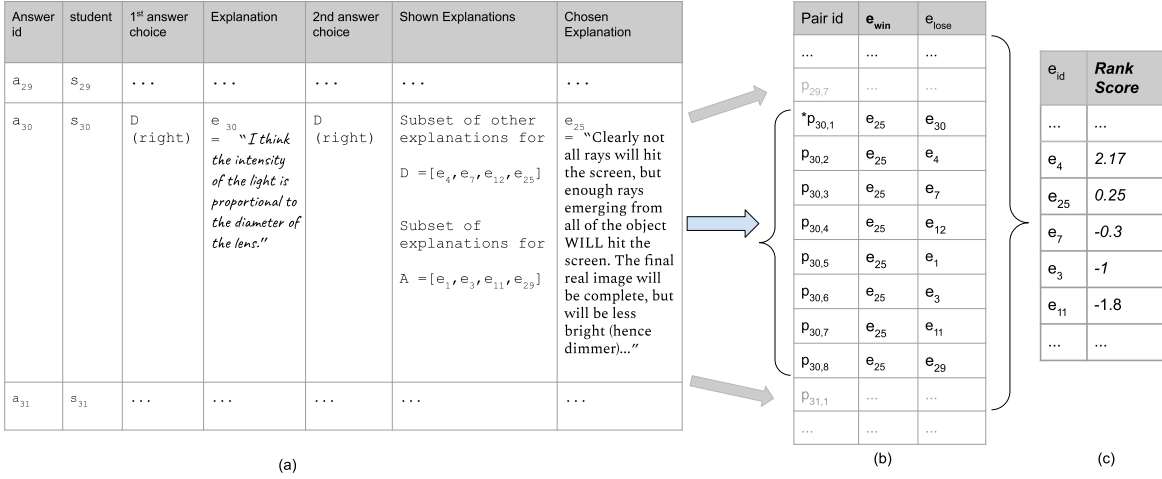 Answer id | student | 1st answer choice | Explanation | 2nd answer choice | Shown Explanations | Chosen Explanation
a29 | s29 | ... | ... | ... | ... | ...
a30 | s30 | D (right) | e30 = "I think the intensity of the light is proportional to the diameter of the lens." | D (right) | Subset of other explanations for D =[e4,e7,e12,e25] Subset of explanations for A =[e1,e3,e11,e29] | e25 = "Clearly not all rays will hit the screen, but enough rays emerging from all of the object WILL hit the screen. The final real image will be complete, but will be less bright (hence dimmer)..."
a31 | s31 | ... | ... | ... | ... | ...
(a)
Pair id | ewin | elose
... | ... | ...
p29,7 | ... | ...
*p30,1 | e25 | e30
p30,2 | e25 | e4
p30,3 | e25 | e7
p30,4 | e25 | e12
p30,5 | e25 | e1
p30,6 | e25 | e3
p30,7 | e25 | e11
p30,8 | e25 | e29
p31,1 | ... | ...
... | ... | ...
(b)
eid | Rank Score
... | ...
e4 | 2.17
e25 | 0.25
e7 | -0.3
e3 | -1
e11 | -1.8
... | ...
(c)